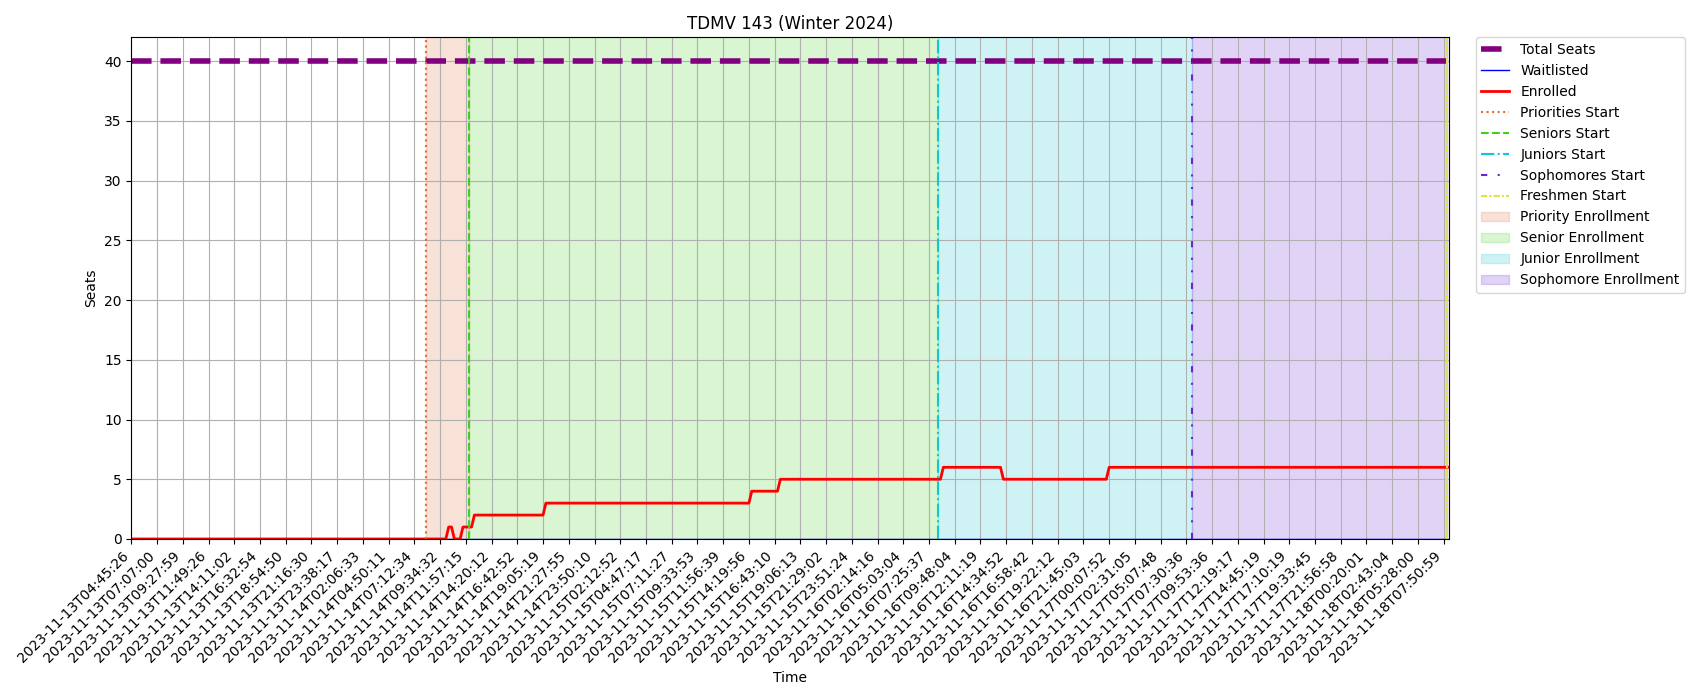 TDMV 143 (Winter 2024)
Seats
40
35
30
25
20
15
10
5
0
2023-11-13T04:45:26
2023-11-13T07:07:00
2023-11-13T09:27:59
2023-11-13T11:49:26
2023-11-13T14:11:02
2023-11-13T16:32:54
2023-11-13T18:54:50
2023-11-13T21:16:30
2023-11-13T23:38:17
2023-11-14T02:06:33
2023-11-14T04:50:11
2023-11-14T07:12:34
2023-11-14T09:34:32
2023-11-14T11:57:15
2023-11-14T14:20:12
2023-11-14T16:42:52
2023-11-14T19:05:19
2023-11-14T21:27:55
2023-11-14T23:50:10
2023-11-15T02:12:52
2023-11-15T04:47:17
2023-11-15T07:11:27
2023-11-15T09:33:53
2023-11-15T11:56:39
2023-11-15T14:19:56
2023-11-15T16:43:10
2023-11-15T19:06:13
2023-11-15T21:29:02
2023-11-15T23:51:24
2023-11-16T02:14:16
2023-11-16T05:03:04
2023-11-16T07:25:37
2023-11-16T09:48:04
2023-11-16T12:11:19
2023-11-16T14:34:52
2023-11-16T16:58:42
2023-11-16T19:22:12
2023-11-16T21:45:03
2023-11-17T00:07:52
2023-11-17T02:31:05
2023-11-17T05:07:48
2023-11-17T07:30:36
2023-11-17T09:53:36
2023-11-17T12:19:17
2023-11-17T14:45:19
2023-11-17T17:10:19
2023-11-17T19:33:45
2023-11-17T21:56:58
2023-11-18T00:20:01
2023-11-18T02:43:04
2023-11-18T05:28:00
2023-11-18T07:50:59
Time
Total Seats
Waitlisted
Enrolled
Priorities Start
Seniors Start
Juniors Start
Sophomores Start
Freshmen Start
Priority Enrollment
Senior Enrollment
Junior Enrollment
Sophomore Enrollment